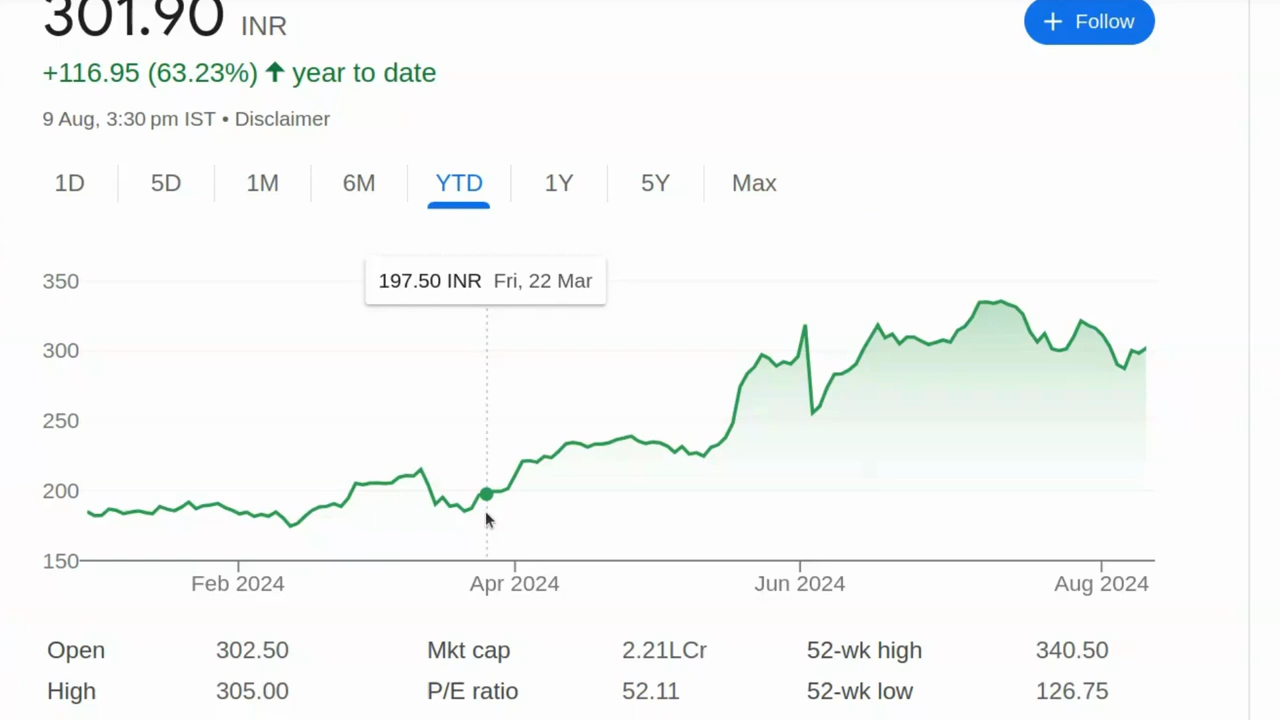 301.90 INR
+ Follow
+116.95 (63.23%) ↑ year to date
9 Aug, 3:30 pm IST • Disclaimer
1D 5D 1M 6M YTD 1Y 5Y Max
197.50 INR Fri, 22 Mar
350
300
250
200
150
Feb 2024 Apr 2024 Jun 2024 Aug 2024
Open 302.50 Mkt cap 2.21LCr 52-wk high 340.50
High 305.00 P/E ratio 52.11 52-wk low 126.75